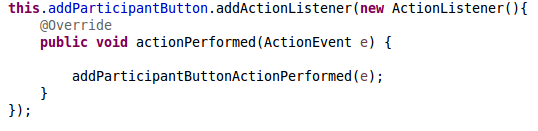 this.addParticipantButton.addActionListener(new ActionListener(){
@Override
public void actionPerformed(ActionEvent e) {
addParticipantButtonActionPerformed(e);
}
});